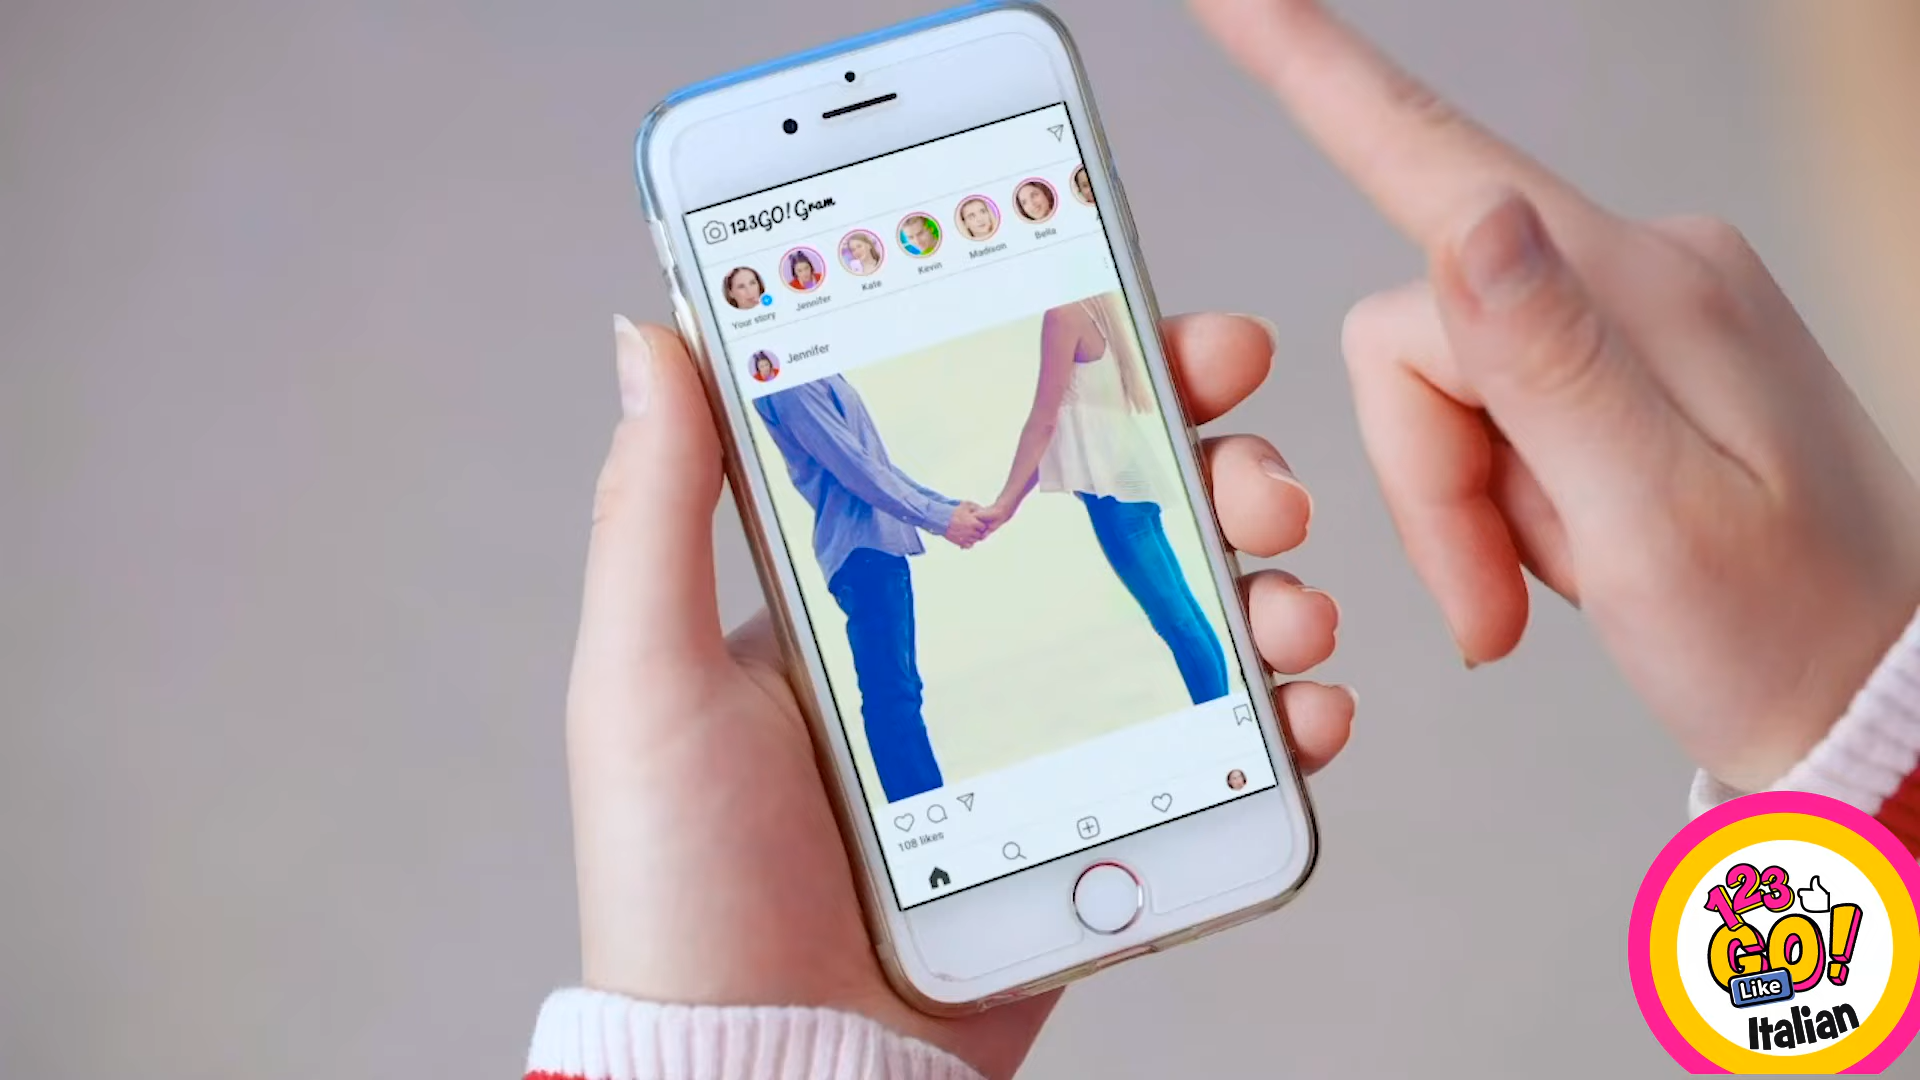 123GO! Gram
Your story
Jennifer
Kate
Kevin
Madison
Bella
Jennifer
108 likes
123
GO!
Like
Italian